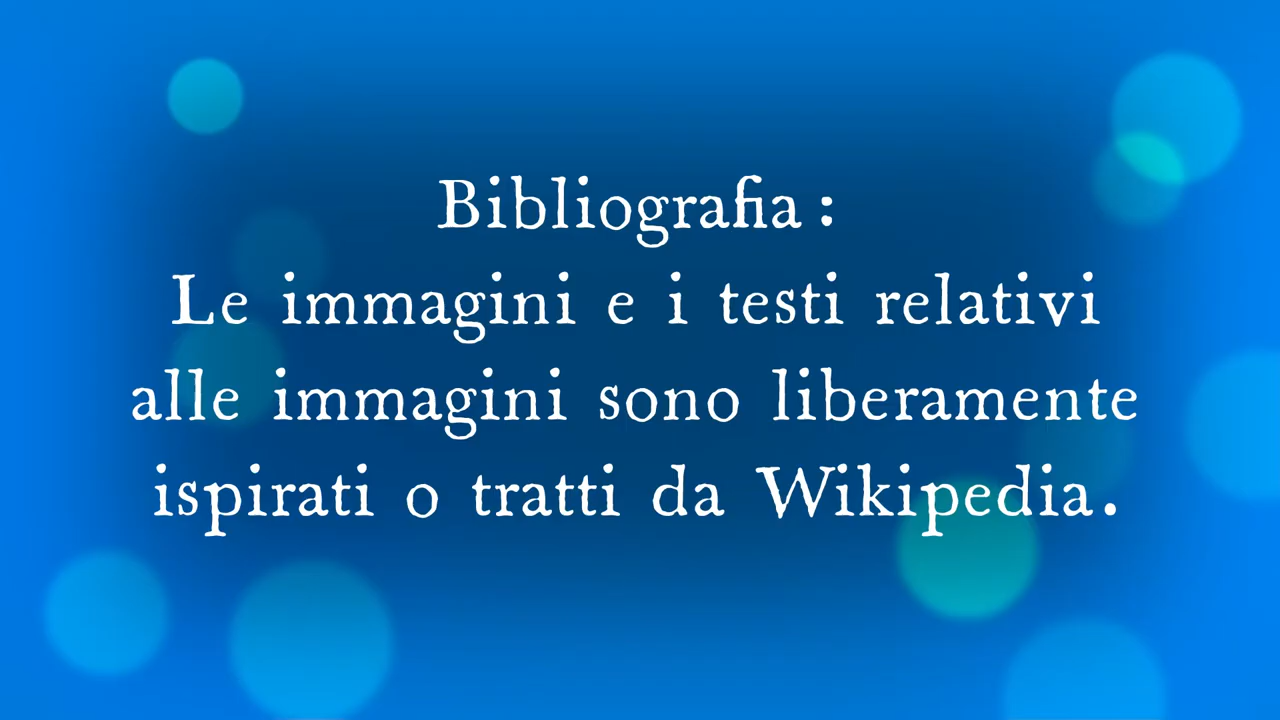 Bibliografia:
Le immagini e i testi relativi
alle immagini sono liberamente
ispirati o tratti da Wikipedia.